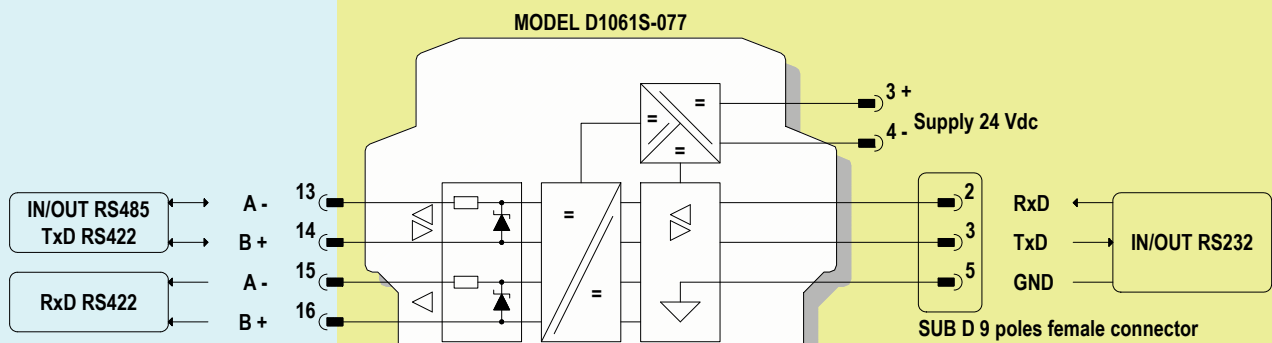 MODEL D1061S-077
3 +
Supply 24 Vdc
4 -
=
=
=
IN/OUT RS485
TxD RS422
A - 13
B + 14
=
2 RxD
3 TxD
IN/OUT RS232
RxD RS422
A - 15
B + 16
=
5 GND
SUB D 9 poles female connector